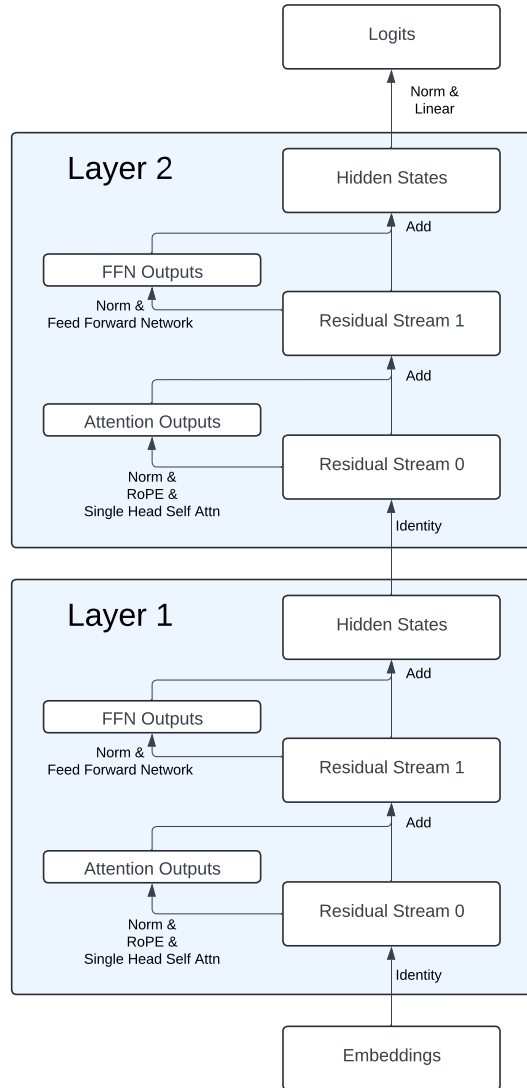 Logits
Norm &
Linear
Layer 2
Hidden States
Add
FFN Outputs
Norm &
Feed Forward Network
Residual Stream 1
Add
Attention Outputs
Residual Stream 0
Norm &
RoPE &
Single Head Self Attn
Identity
Layer 1
Hidden States
Add
FFN Outputs
Norm &
Feed Forward Network
Residual Stream 1
Add
Attention Outputs
Residual Stream 0
Norm &
RoPE &
Single Head Self Attn
Identity
Embeddings